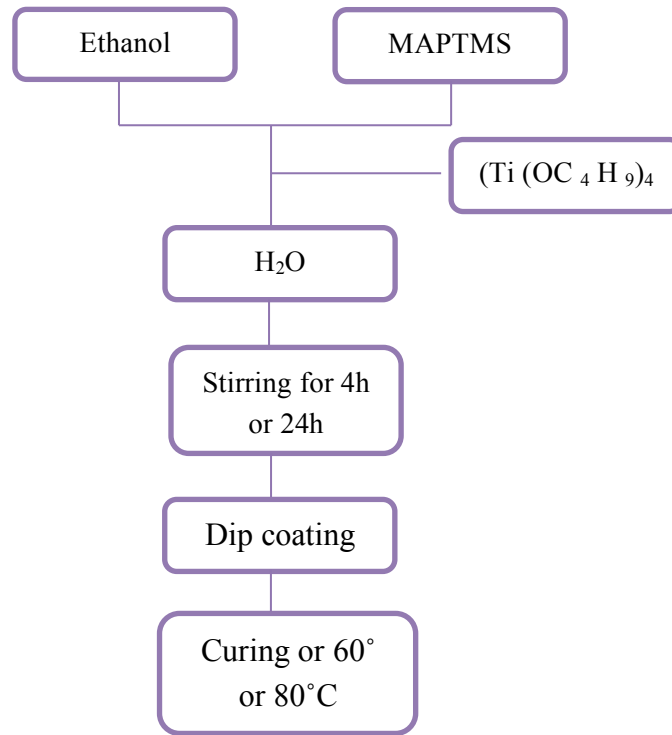 Ethanol
MAPTMS
(Ti (OC ₄ H ₉)₄
H₂O
Stirring for 4h
or 24h
Dip coating
Curing or 60˚
or 80˚C